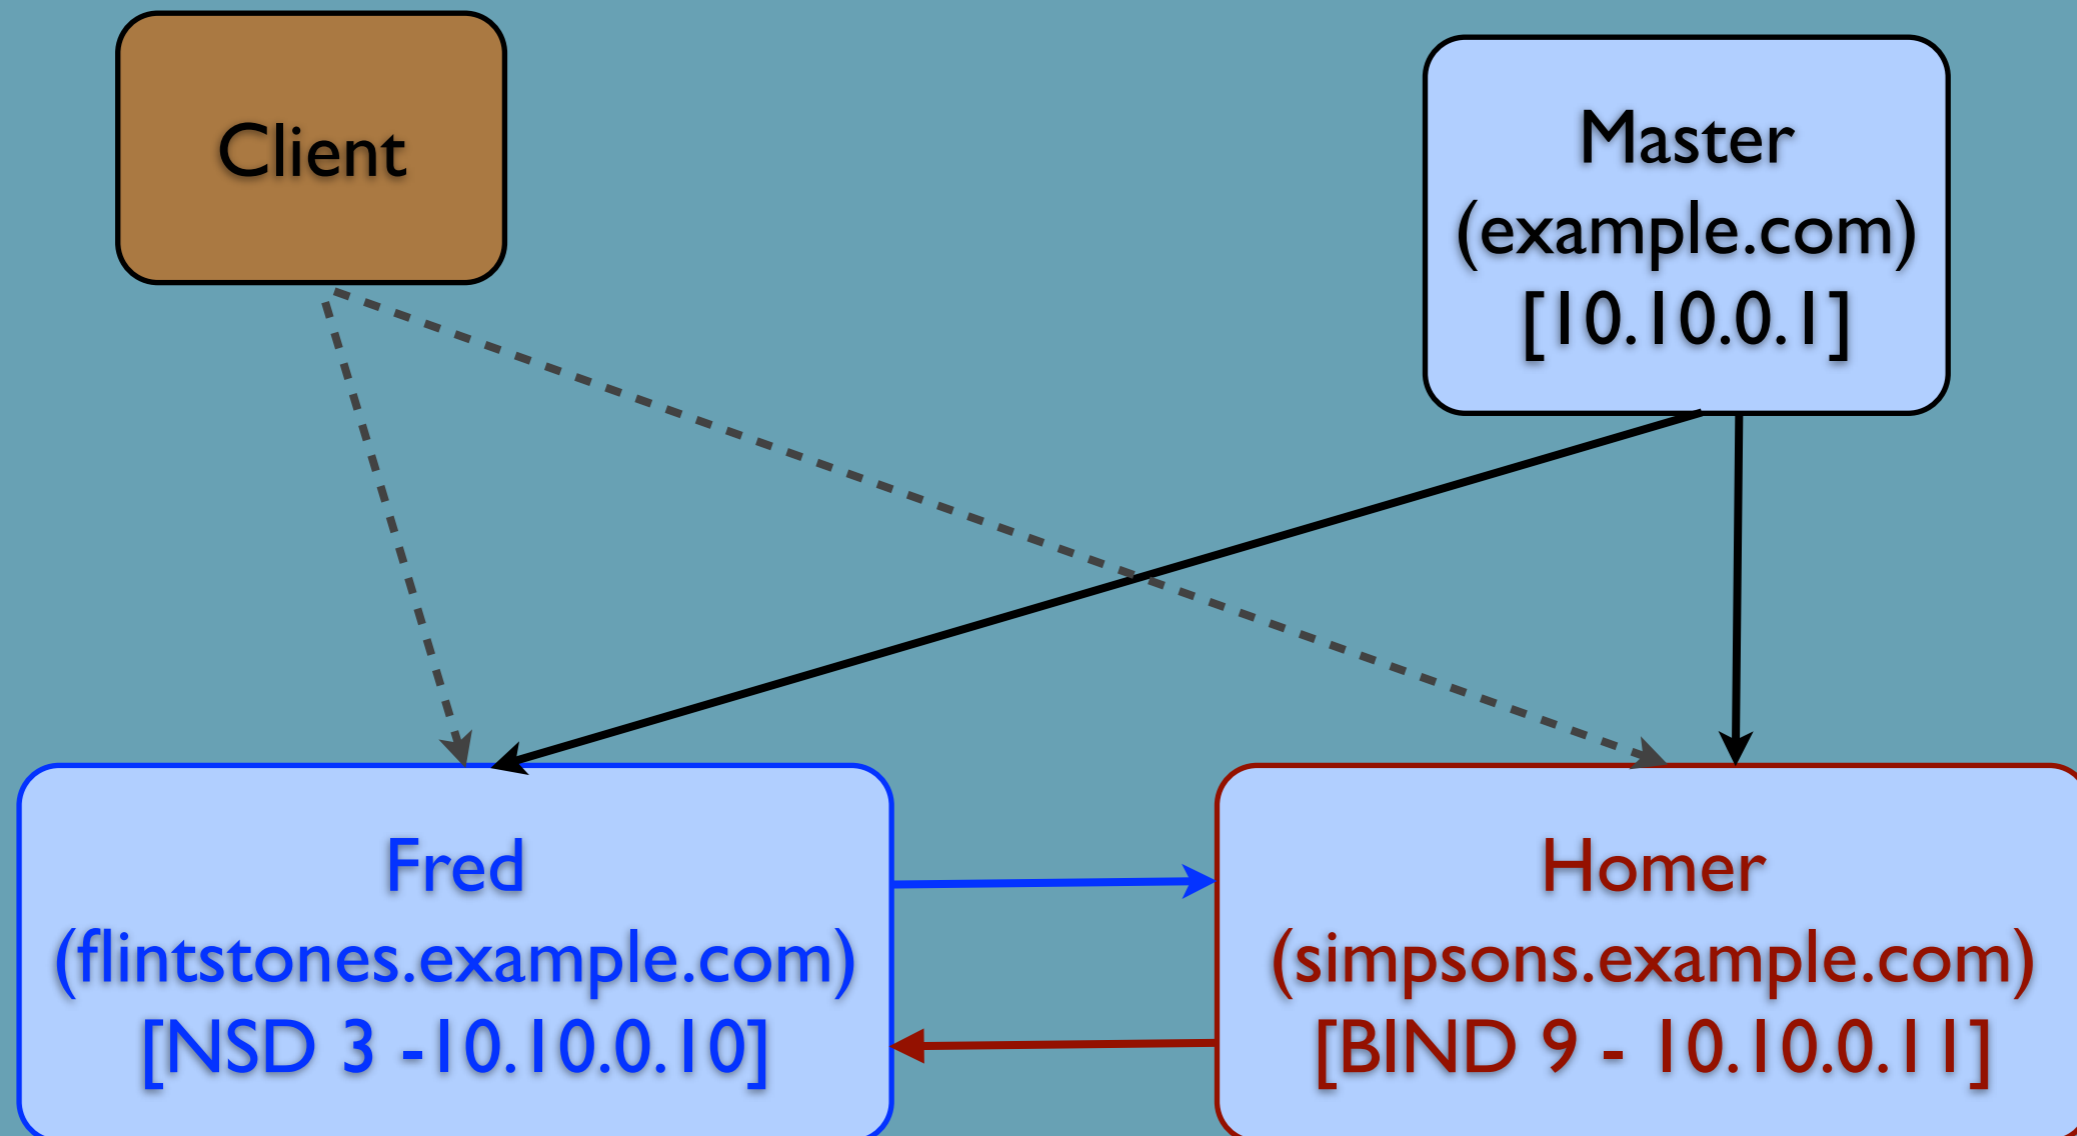 Client
Master
(example.com)
[10.10.0.1]
Fred
(flintstones.example.com)
[NSD 3 -10.10.0.10]
Homer
(simpsons.example.com)
[BIND 9 - 10.10.0.11]